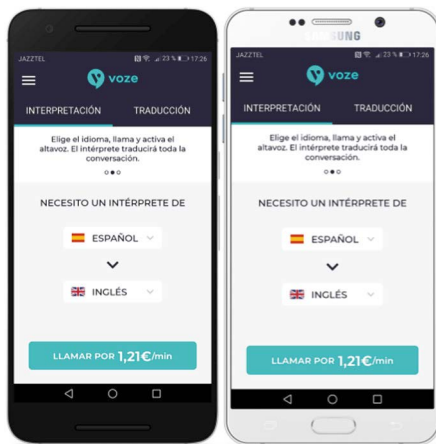 JAZZTEL 23 % 17:26
voze
INTERPRETACIÓN TRADUCCIÓN
Elige el idioma, llama y activa el
altavoz. El intérprete traducirá toda la
conversación.
NECESITO UN INTÉRPRETE DE
ESPAÑOL
INGLÉS
LLAMAR POR 1,21€/min
SAMSUNG
JAZZTEL 23 % 17:26
voze
INTERPRETACIÓN TRADUCCIÓN
Elige el idioma, llama y activa el
altavoz. El intérprete traducirá toda la
conversación.
NECESITO UN INTÉRPRETE DE
ESPAÑOL
INGLÉS
LLAMAR POR 1,21€/min